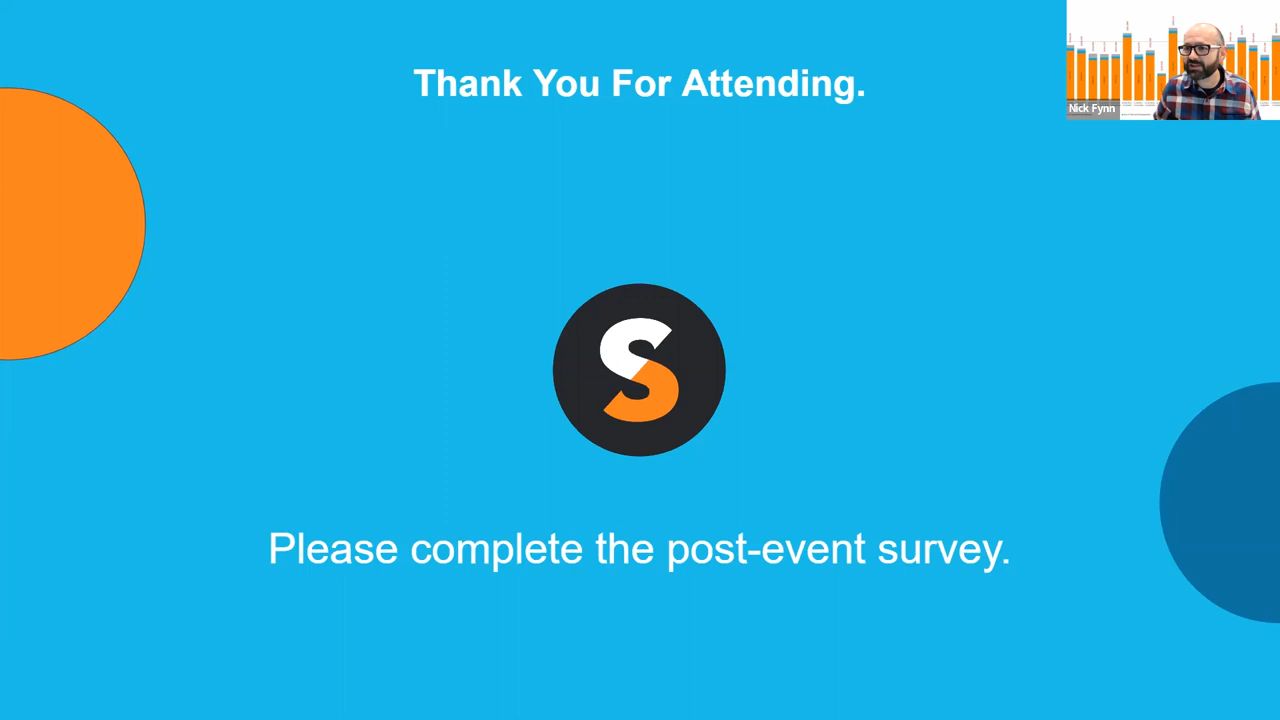 Thank You For Attending.
Nick Fynn
S
Please complete the post-event survey.